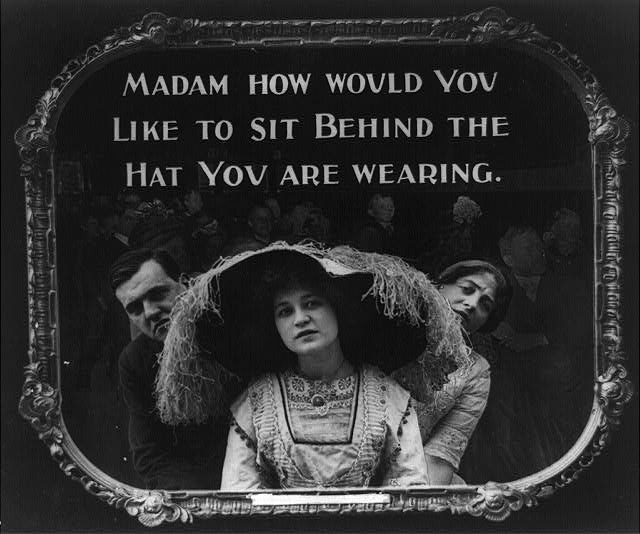 MADAM HOW WOULD YOU
LIKE TO SIT BEHIND THE
HAT YOU ARE WEARING.